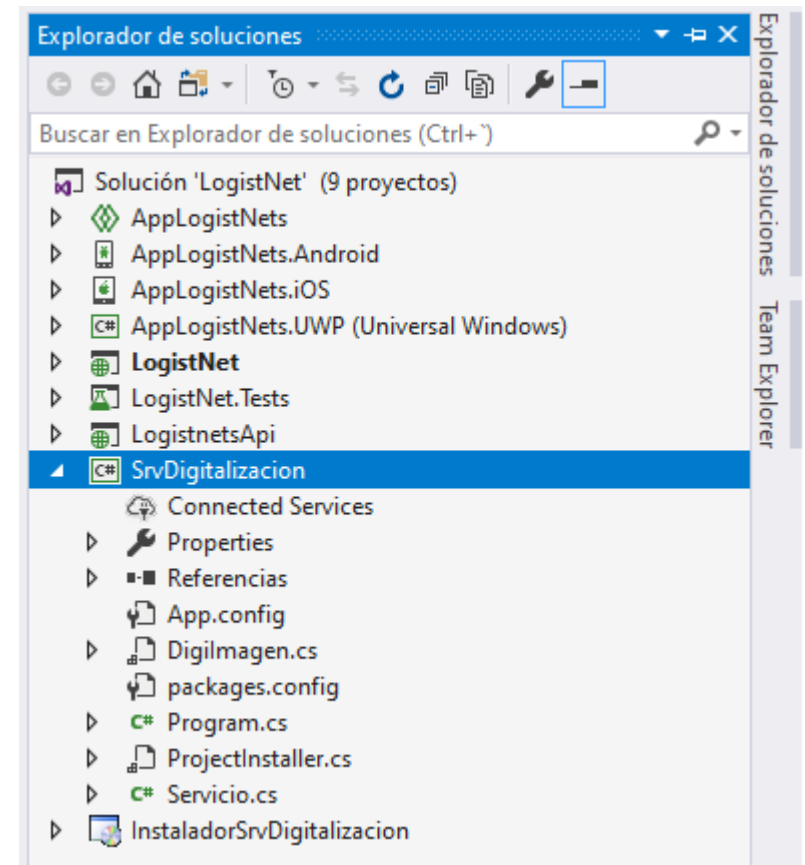 Explorador de soluciones
Buscar en Explorador de soluciones (Ctrl+`)
Solución 'LogistNet' (9 proyectos)
AppLogistNets
AppLogistNets.Android
AppLogistNets.iOS
C# AppLogistNets.UWP (Universal Windows)
LogistNet
LogistNet.Tests
LogistnetsApi
C# SrvDigitalizacion
Connected Services
Properties
Referencias
App.config
DigiImagen.cs
packages.config
C# Program.cs
ProjectInstaller.cs
C# Servicio.cs
InstaladorSrvDigitalizacion
Explorador de soluciones
Team Explorer